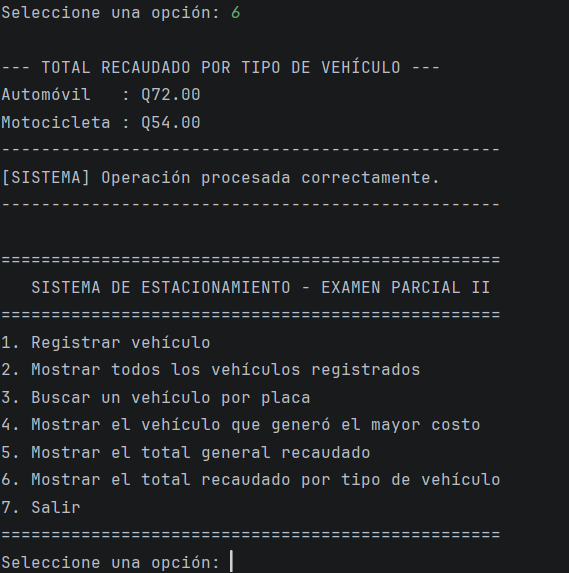 Seleccione una opción: 6
--- TOTAL RECAUDADO POR TIPO DE VEHÍCULO ---
Automóvil   : Q72.00
Motocicleta : Q54.00
--------------------------------------------------
[SISTEMA] Operación procesada correctamente.
--------------------------------------------------
==================================================
   SISTEMA DE ESTACIONAMIENTO - EXAMEN PARCIAL II
==================================================
1. Registrar vehículo
2. Mostrar todos los vehículos registrados
3. Buscar un vehículo por placa
4. Mostrar el vehículo que generó el mayor costo
5. Mostrar el total general recaudado
6. Mostrar el total recaudado por tipo de vehículo
7. Salir
==================================================
Seleccione una opción: